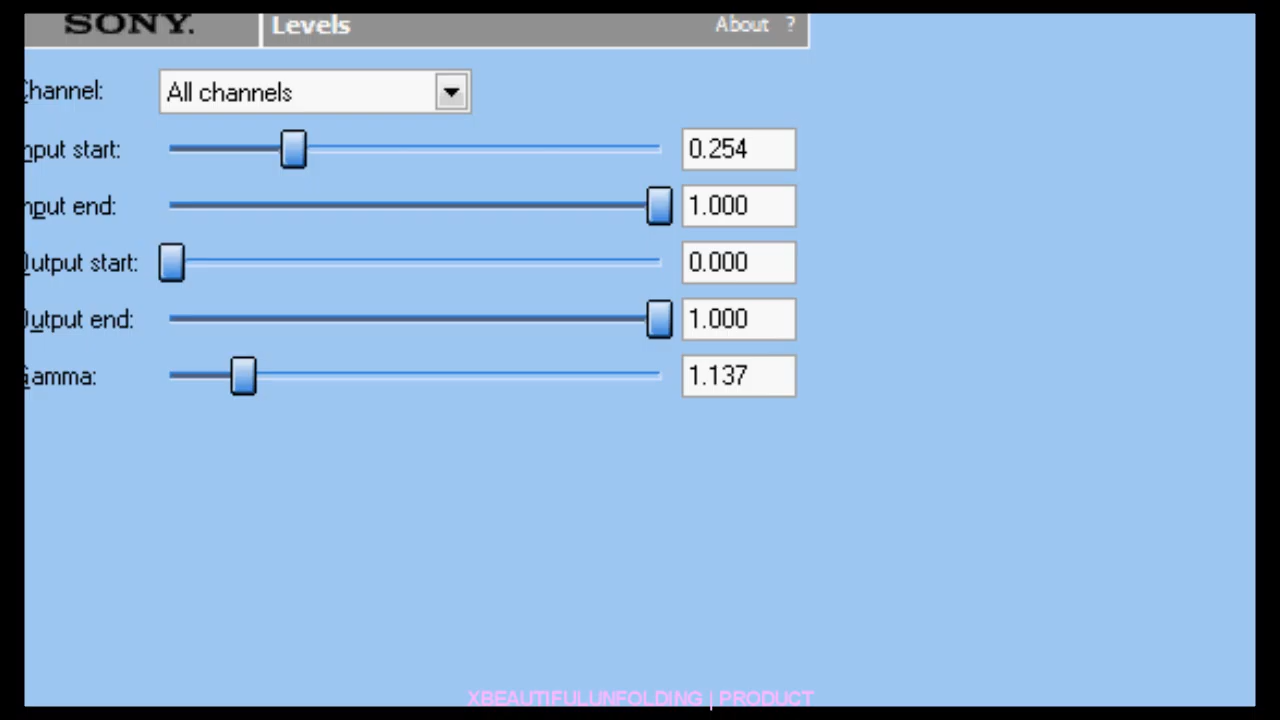 SONY. Levels About ?
Channel: All channels
Input start: 0.254
Input end: 1.000
Output start: 0.000
Output end: 1.000
Gamma: 1.137
XBEAUTIFULUNFOLDING | PRODUCT